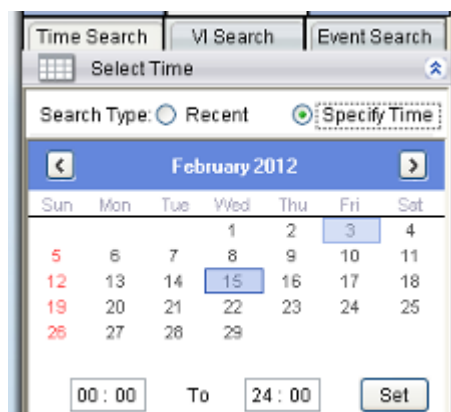 Time Search VI Search Event Search
Select Time
Search Type: Recent Specify Time
February 2012
Sun Mon Tue Wed Thu Fri Sat
1 2 3 4
5 6 7 8 9 10 11
12 13 14 15 16 17 18
19 20 21 22 23 24 25
26 27 28 29
00 : 00 To 24 : 00 Set